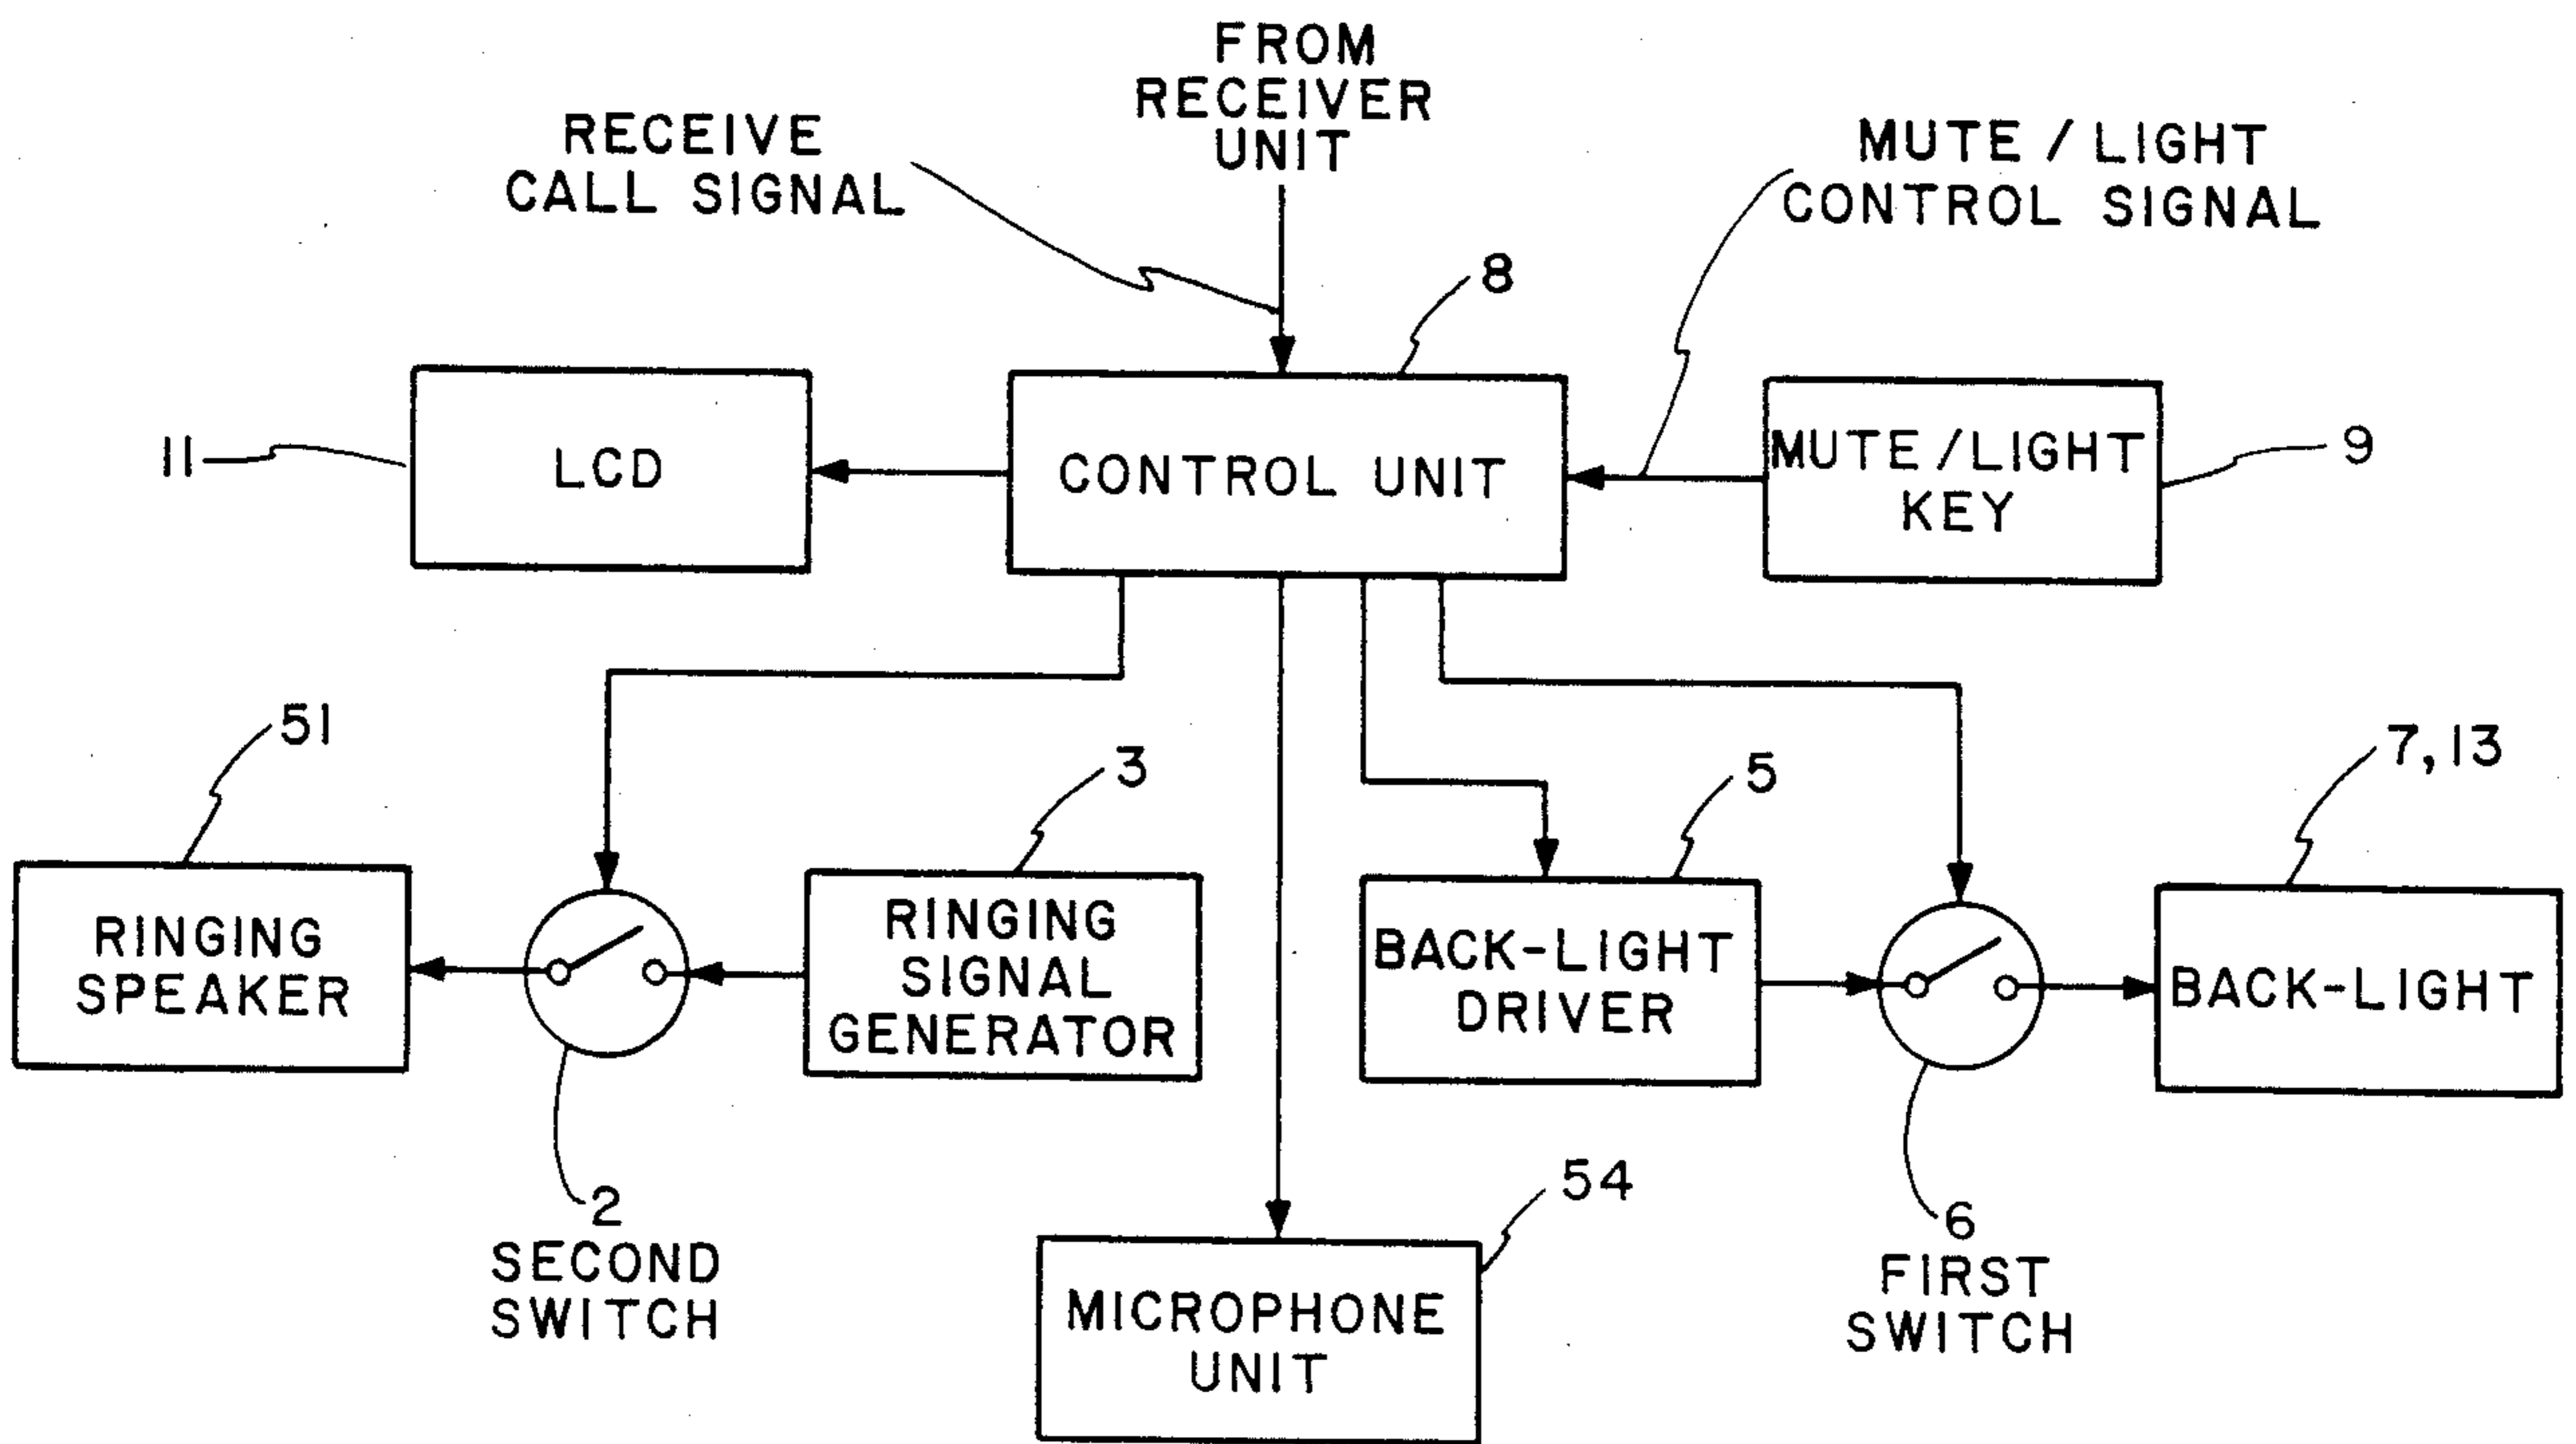 FROM
RECEIVER
UNIT
RECEIVE
CALL SIGNAL
MUTE / LIGHT
CONTROL SIGNAL
8
11
LCD
CONTROL UNIT
MUTE / LIGHT
KEY
9
51
3
5
7, 13
RINGING
SPEAKER
RINGING
SIGNAL
GENERATOR
BACK-LIGHT
DRIVER
BACK-LIGHT
2
SECOND
SWITCH
54
6
FIRST
SWITCH
MICROPHONE
UNIT